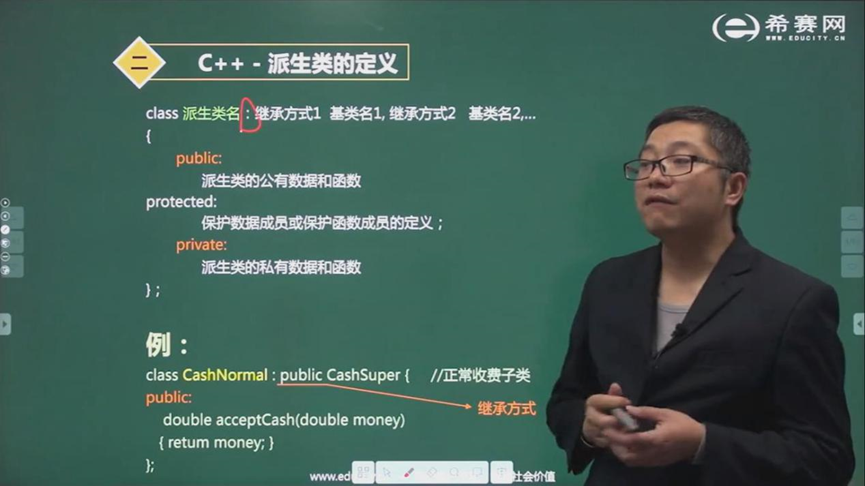 希赛网
WWW.EDUCITY.CN
二
C++ - 派生类的定义
class 派生类名 : 继承方式1 基类名1, 继承方式2 基类名2,...
{
public:
派生类的公有数据和函数
protected:
保护数据成员或保护函数成员的定义；
private:
派生类的私有数据和函数
} ;
例：
class CashNormal : public CashSuper { //正常收费子类
public:
继承方式
double acceptCash(double money)
{ return money; }
};
www.edu
社会价值